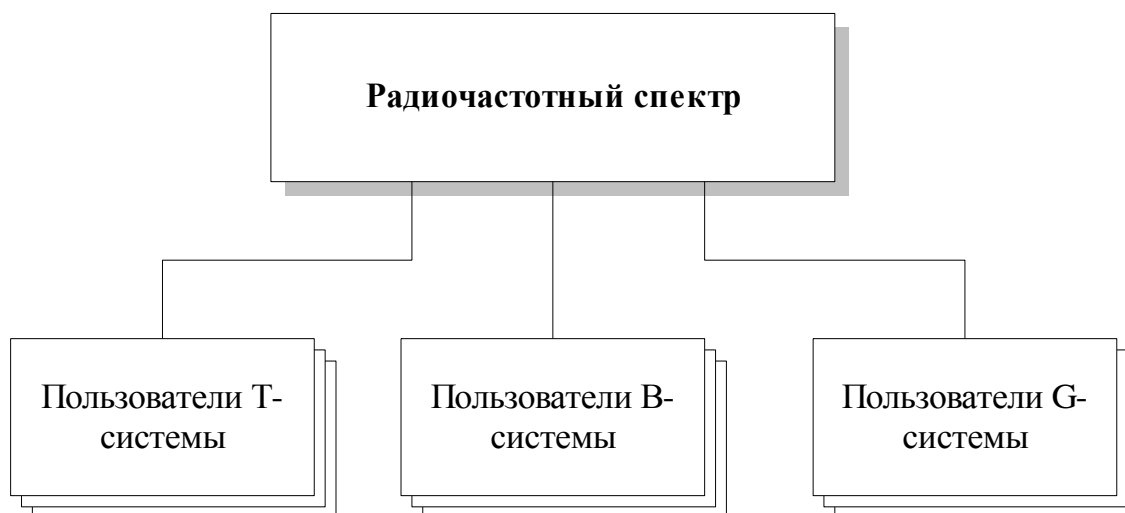 Радиочастотный спектр
Пользователи Т-
системы
Пользователи В-
системы
Пользователи G-
системы